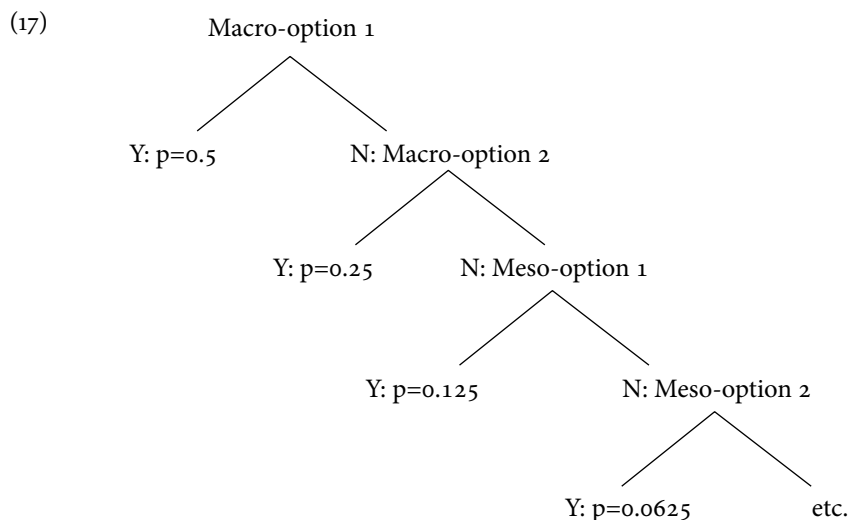 (17)
Macro-option 1
Y: p=0.5 N: Macro-option 2
Y: p=0.25 N: Meso-option 1
Y: p=0.125 N: Meso-option 2
Y: p=0.0625 etc.